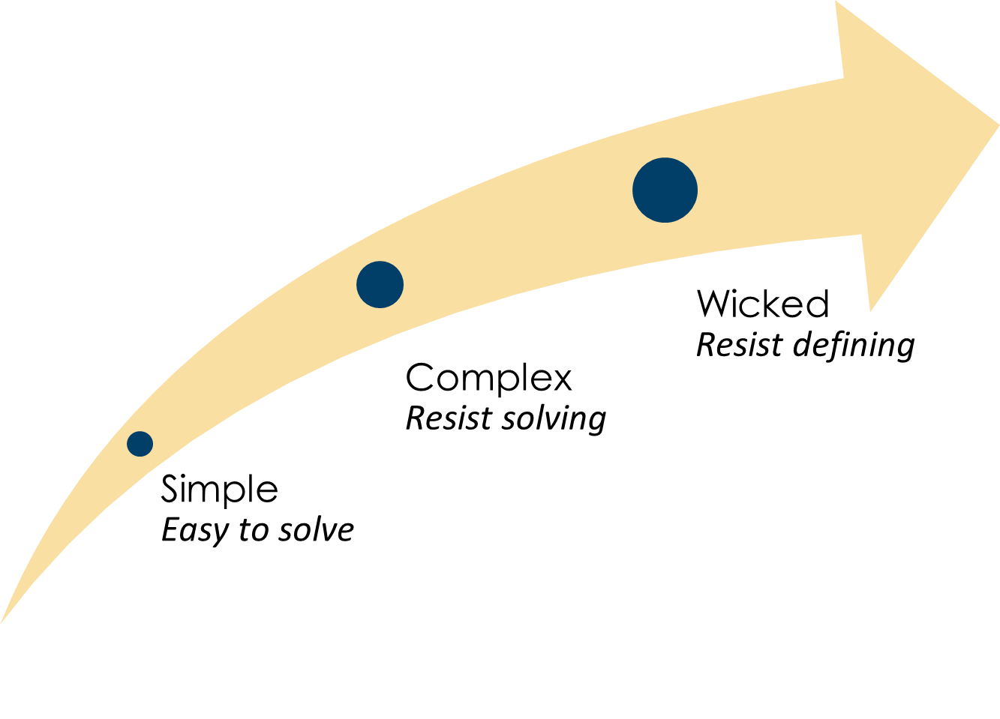 Wicked
Resist defining
Complex
Resist solving
Simple
Easy to solve